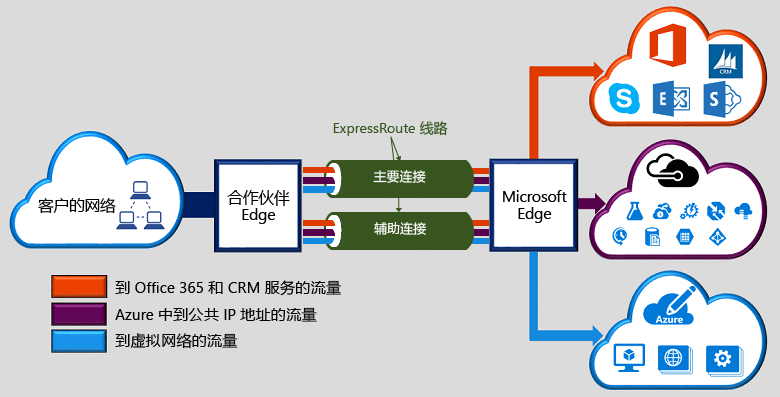 ExpressRoute 线路
CRM
S
E
S
客户的网络
合作伙伴
Edge
主要连接
辅助连接
Microsoft
Edge
到 Office 365 和 CRM 服务的流量
Azure 中到公共 IP 地址的流量
到虚拟网络的流量
Azure